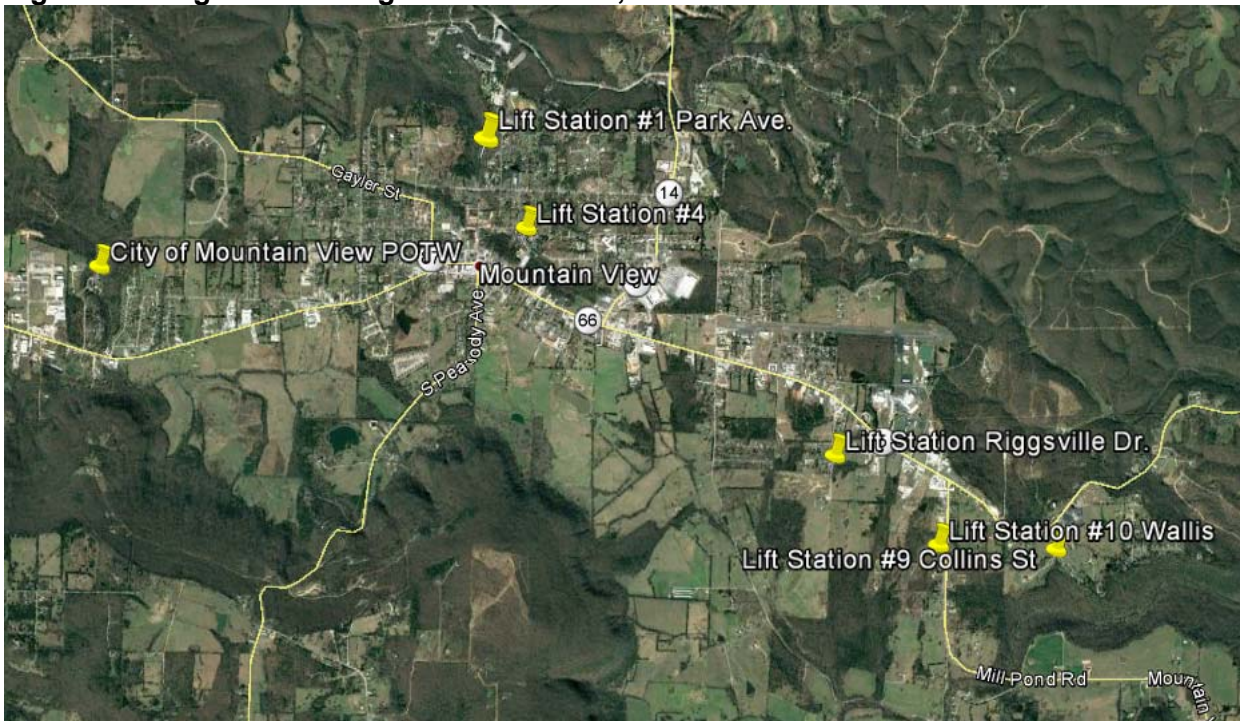 Lift Station #1 Park Ave.
14
Gayler St
Lift Station #4
City of Mountain View POTW
Mountain View
66
S Peabody Ave
Lift Station Riggsville Dr.
Lift Station #10 Wallis
Lift Station #9 Collins St
Mill Pond Rd
Mountain